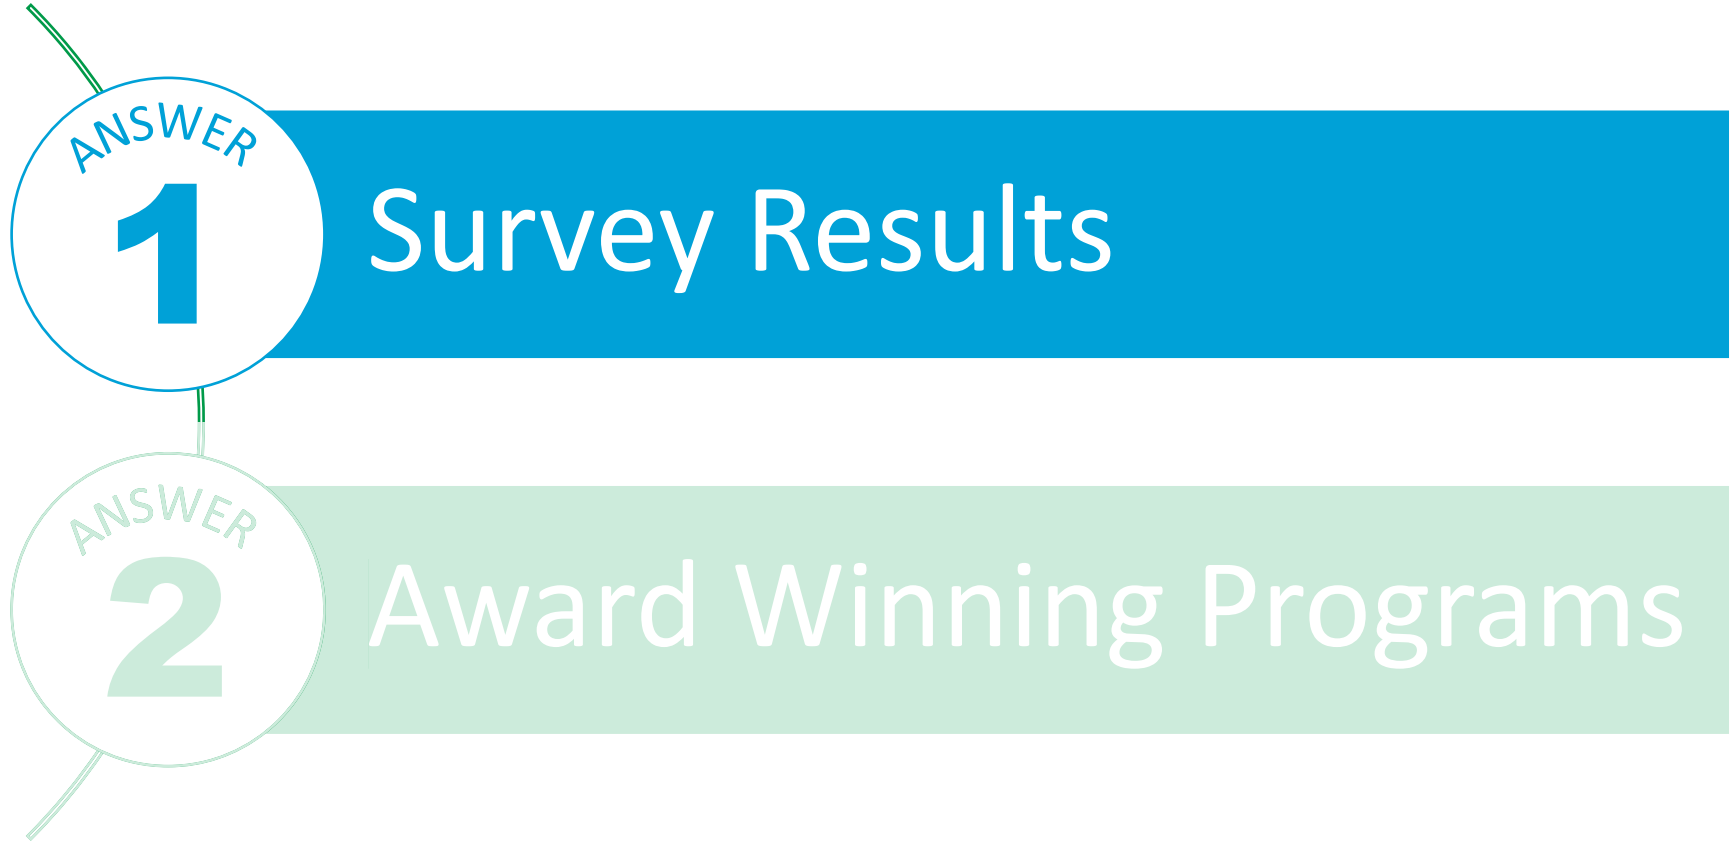 ANSWER
1
Survey Results
ANSWER
2
Award Winning Programs